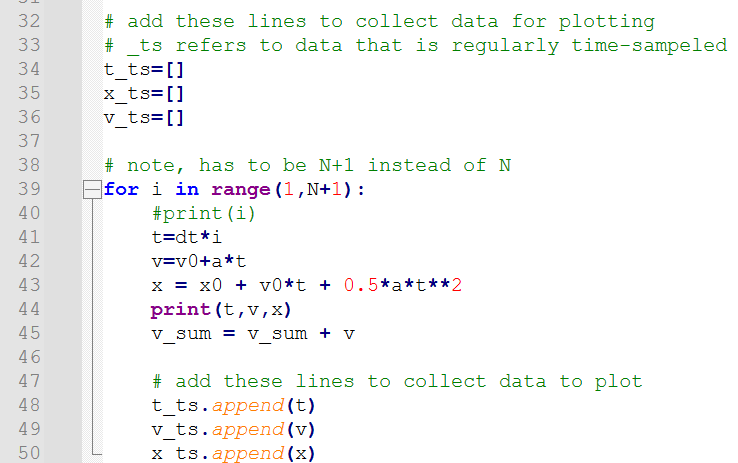 32 # add these lines to collect data for plotting
33 # _ts refers to data that is regularly time-sampeled
34 t_ts=[]
35 x_ts=[]
36 v_ts=[]
37
38 # note, has to be N+1 instead of N
39 for i in range(1,N+1):
40 #print(i)
41 t=dt*i
42 v=v0+a*t
43 x = x0 + v0*t + 0.5*a*t**2
44 print(t,v,x)
45 v_sum = v_sum + v
46
47 # add these lines to collect data to plot
48 t_ts.append(t)
49 v_ts.append(v)
50 x_ts.append(x)